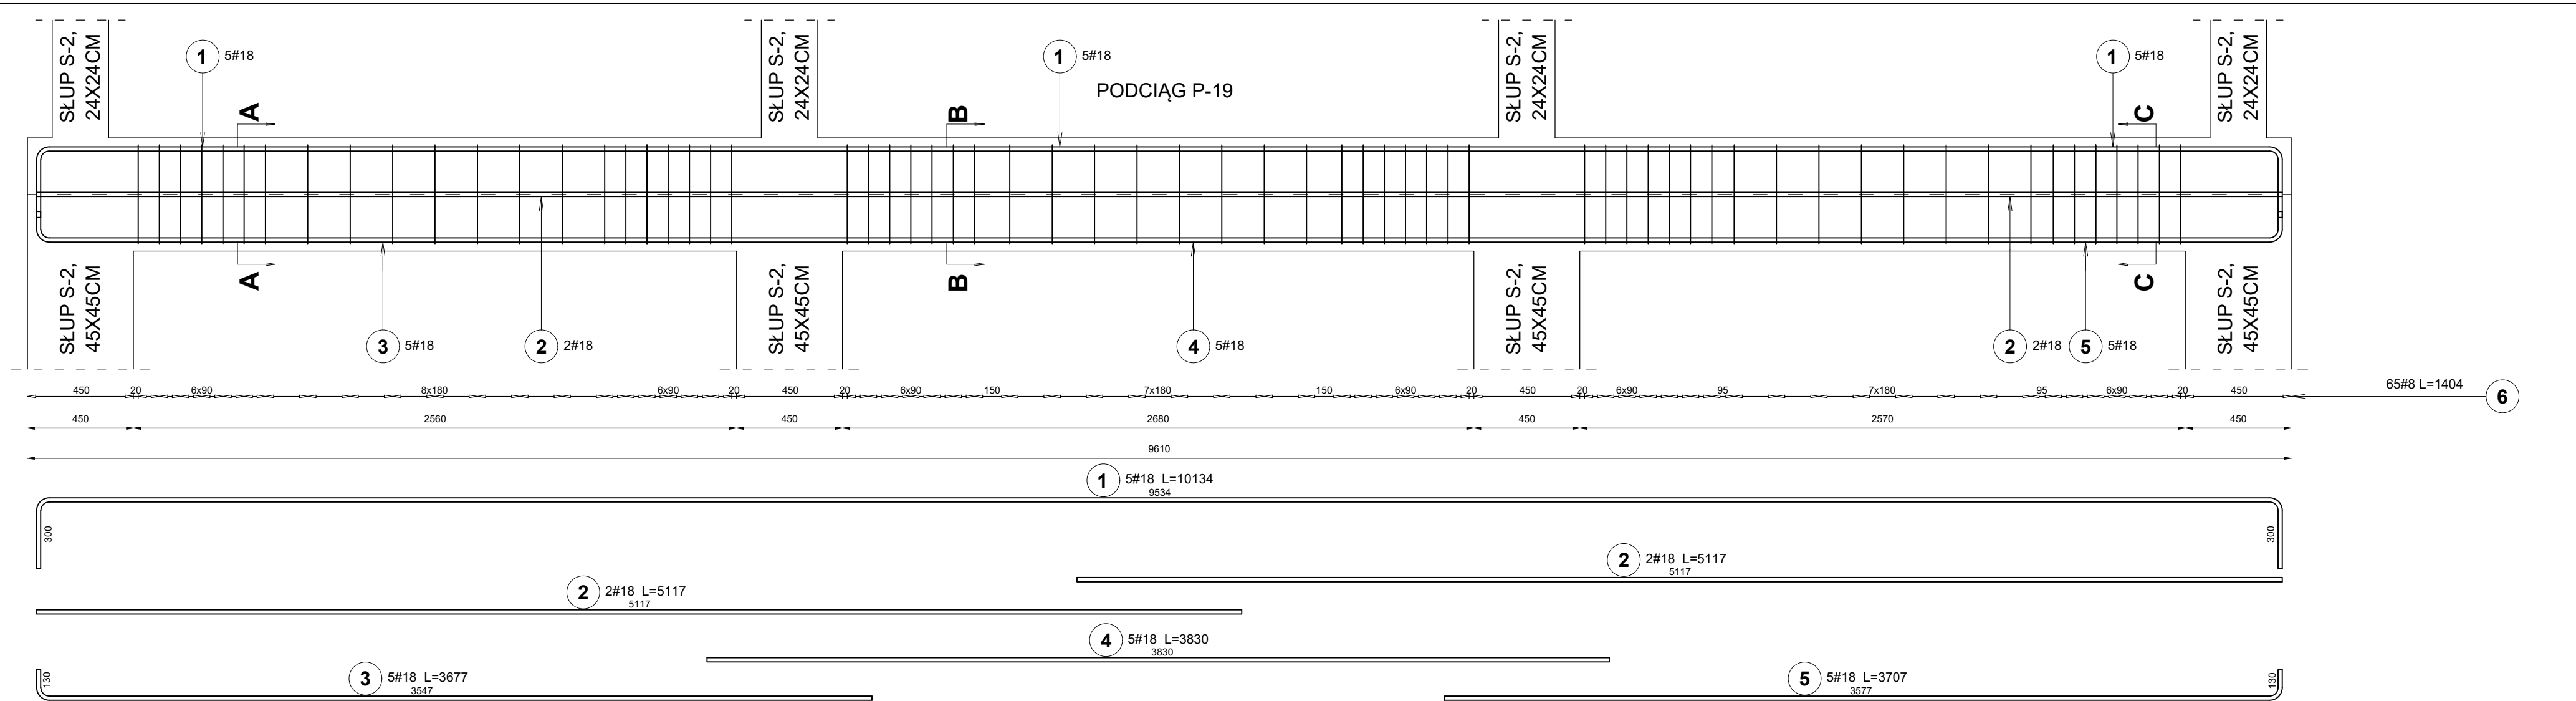 SŁUP S-2,
24X24CM
1 5#18
A
SŁUP S-2,
24X24CM
B
1 5#18
PODCIĄG P-19
SŁUP S-2,
24X24CM
1 5#18
C
SŁUP S-2,
24X24CM
SŁUP S-2,
45X45CM
A
3 5#18
2 2#18
SŁUP S-2,
45X45CM
B
4 5#18
SŁUP S-2,
45X45CM
2 2#18
5 5#18
C
SŁUP S-2,
45X45CM
450 20 6x90 8x180 6x90 20 450 20 6x90 150 7x180 150 6x90 20 450 20 6x90 95 7x180 95 6x90 20 450
65#8 L=1404
6
450 2560 450 2680 450 2570 450
9610
1 5#18 L=10134
9534
300
300
2 2#18 L=5117
5117
2 2#18 L=5117
5117
4 5#18 L=3830
3830
130
3 5#18 L=3677
3547
5 5#18 L=3707
3577
130